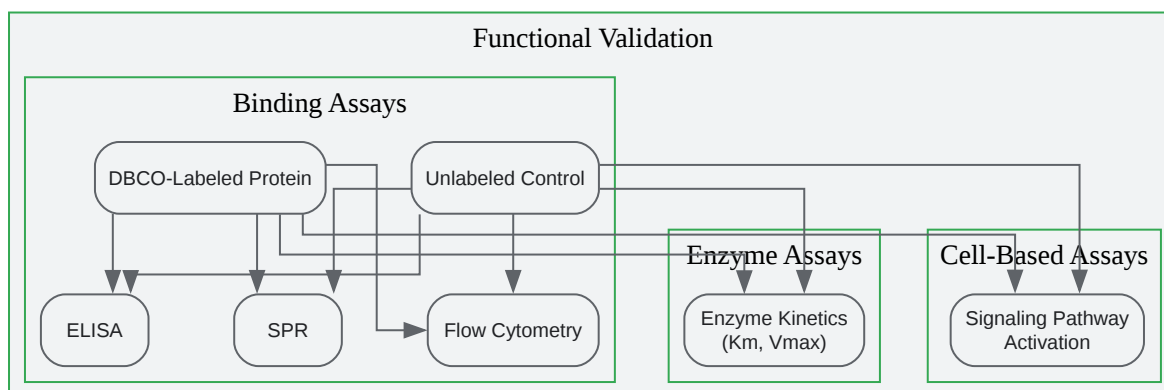 Functional Validation
Binding Assays
DBCO-Labeled Protein
Unlabeled Control
Enzyme Assays
Cell-Based Assays
ELISA
SPR
Flow Cytometry
Enzyme Kinetics
(Km, Vmax)
Signaling Pathway
Activation